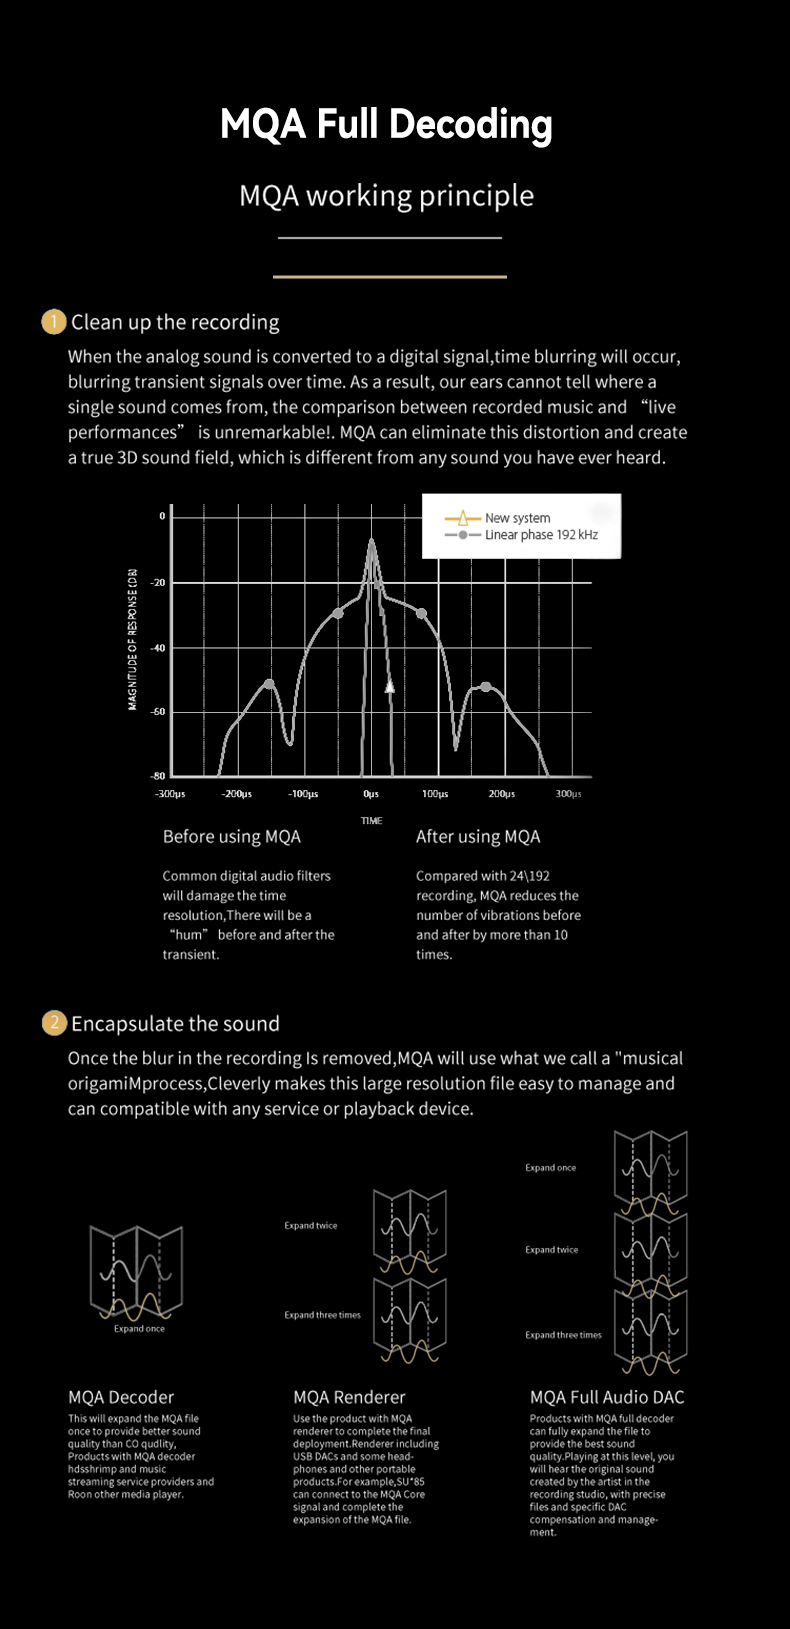 MQA Full Decoding
MQA working principle
1 Clean up the recording
When the analog sound is converted to a digital signal,time blurring will occur,
blurring transient signals over time. As a result, our ears cannot tell where a
single sound comes from, the comparison between recorded music and “live
performances” is unremarkable!. MQA can eliminate this distortion and create
a true 3D sound field, which is different from any sound you have ever heard.
New system
Linear phase 192 kHz
MAGNITUDE OF RESPONSE (DB)
0
-20
-40
-60
-80
-300µs -200µs -100µs 0µs 100µs 200µs 300µs
TIME
Before using MQA
Common digital audio filters
will damage the time
resolution,There will be a
“hum” before and after the
transient.
After using MQA
Compared with 24\192
recording, MQA reduces the
number of vibrations before
and after by more than 10
times.
2 Encapsulate the sound
Once the blur in the recording Is removed,MQA will use what we call a "musical
origamiMprocess,Cleverly makes this large resolution file easy to manage and
can compatible with any service or playback device.
Expand once
MQA Decoder
This will expand the MQA file
once to provide better sound
quality than CO qudlity,
Products with MQA decoder
hdsshrimp and music
streaming service providers and
Roon other media player.
Expand twice
Expand three times
MQA Renderer
Use the product with MQA
renderer to complete the final
deployment.Renderer including
USB DACs and some head-
phones and other portable
products.For example,SU*85
can connect to the MQA Core
signal and complete the
expansion of the MQA file.
Expand once
Expand twice
Expand three times
MQA Full Audio DAC
Products with MQA full decoder
can fully expand the file to
provide the best sound
quality.Playing at this level, you
will hear the original sound
created by the artist in the
recording studio, with precise
files and specific DAC
compensation and manage-
ment.